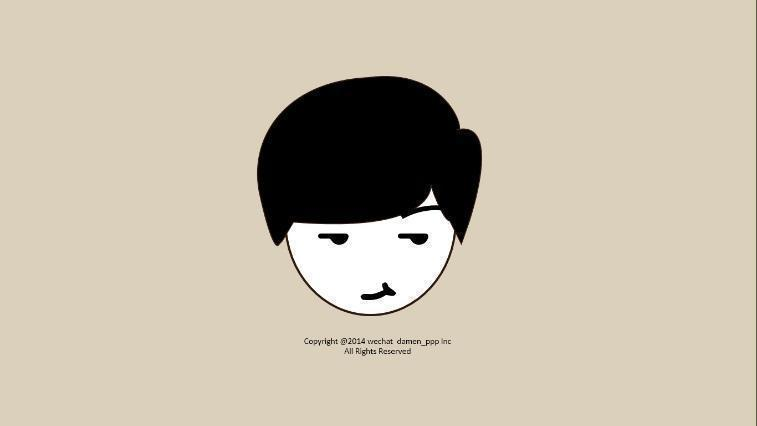 Copyright @2014 wechat damen_ppp Inc
All Rights Reserved